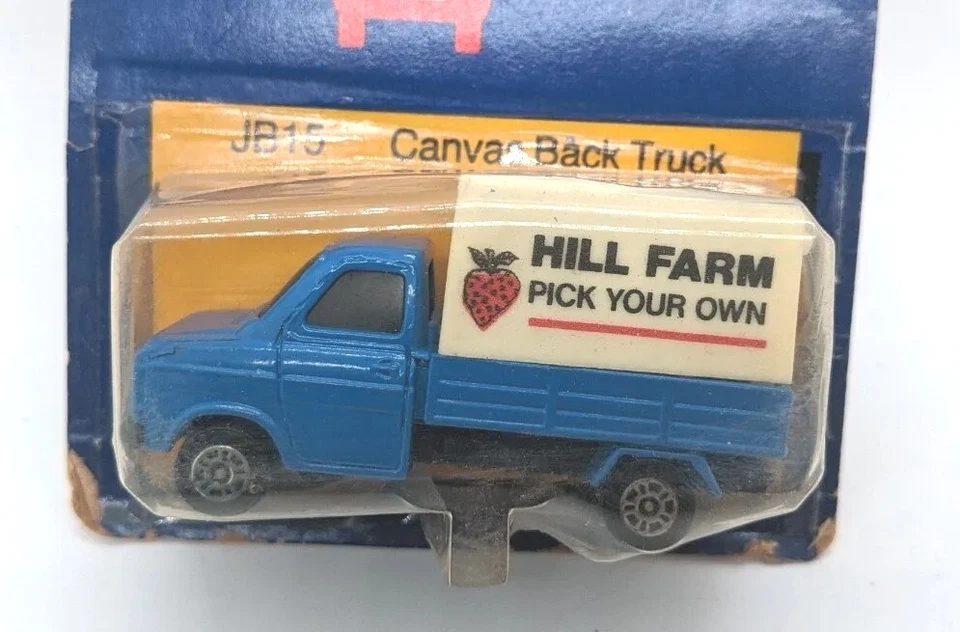 JB15 Canvas Back Truck
HILL FARM
PICK YOUR OWN